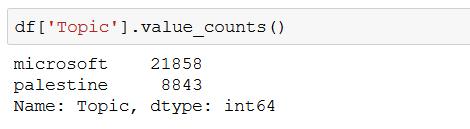 df['Topic'].value_counts()
microsoft    21858
palestine     8843
Name: Topic, dtype: int64